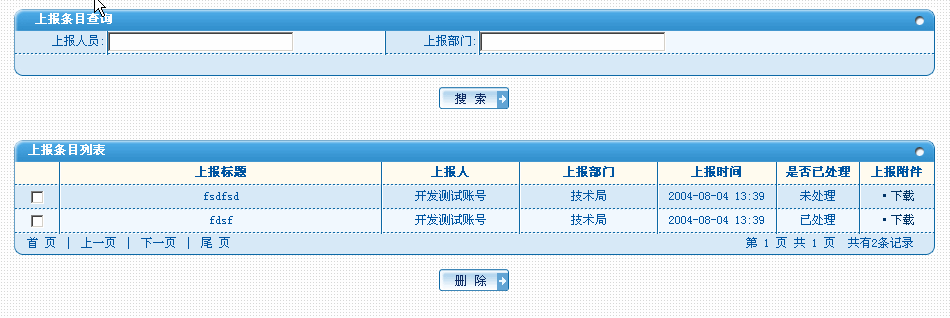 上报条目查询
上报人员: 上报部门:
搜 索
上报条目列表
上报标题 上报人 上报部门 上报时间 是否已处理 上报附件
fsdfsd 开发测试账号 技术局 2004-08-04 13:39 未处理 ·下载
fdsf 开发测试账号 技术局 2004-08-04 13:39 已处理 ·下载
首 页 | 上一页 | 下一页 | 尾 页 第 1 页 共 1 页 共有2条记录
删 除